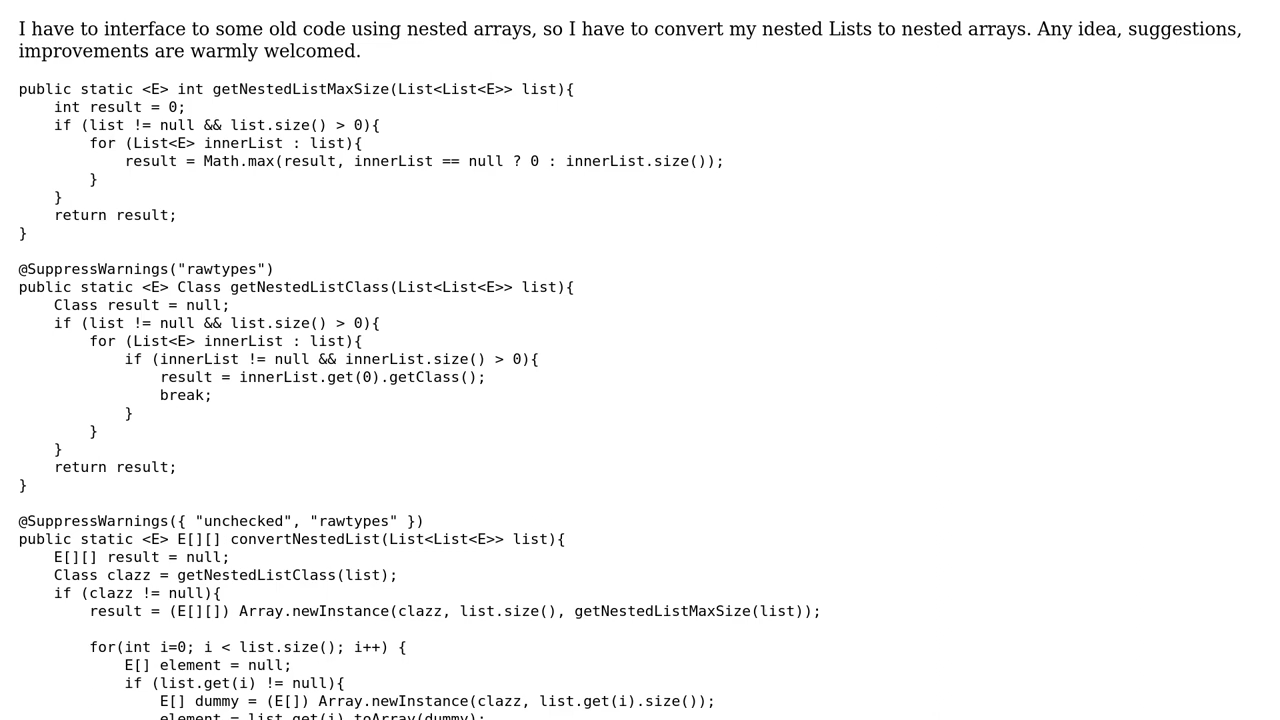 I have to interface to some old code using nested arrays, so I have to convert my nested Lists to nested arrays. Any idea, suggestions,
improvements are warmly welcomed.
public static <E> int getNestedListMaxSize(List<List<E>> list){
    int result = 0;
    if (list != null && list.size() > 0){
        for (List<E> innerList : list){
            result = Math.max(result, innerList == null ? 0 : innerList.size());
        }
    }
    return result;
}
@SuppressWarnings("rawtypes")
public static <E> Class getNestedListClass(List<List<E>> list){
    Class result = null;
    if (list != null && list.size() > 0){
        for (List<E> innerList : list){
            if (innerList != null && innerList.size() > 0){
                result = innerList.get(0).getClass();
                break;
            }
        }
    }
    return result;
}
@SuppressWarnings({ "unchecked", "rawtypes" })
public static <E> E[][] convertNestedList(List<List<E>> list){
    E[][] result = null;
    Class clazz = getNestedListClass(list);
    if (clazz != null){
        result = (E[][]) Array.newInstance(clazz, list.size(), getNestedListMaxSize(list));
        for(int i=0; i < list.size(); i++) {
            E[] element = null;
            if (list.get(i) != null){
                E[] dummy = (E[]) Array.newInstance(clazz, list.get(i).size());
                element = list.get(i).toArray(dummy);